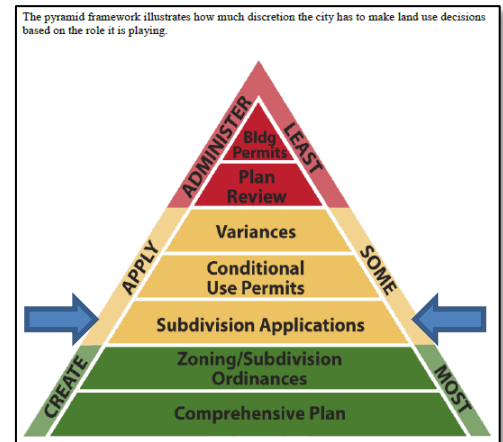 The pyramid framework illustrates how much discretion the city has to make land use decisions
based on the role it is playing.
ADMINISTER
LEAST
Bldg
Permits
Plan
Review
APPLY
SOME
Variances
Conditional
Use Permits
Subdivision Applications
CREATE
MOST
Zoning/Subdivision
Ordinances
Comprehensive Plan